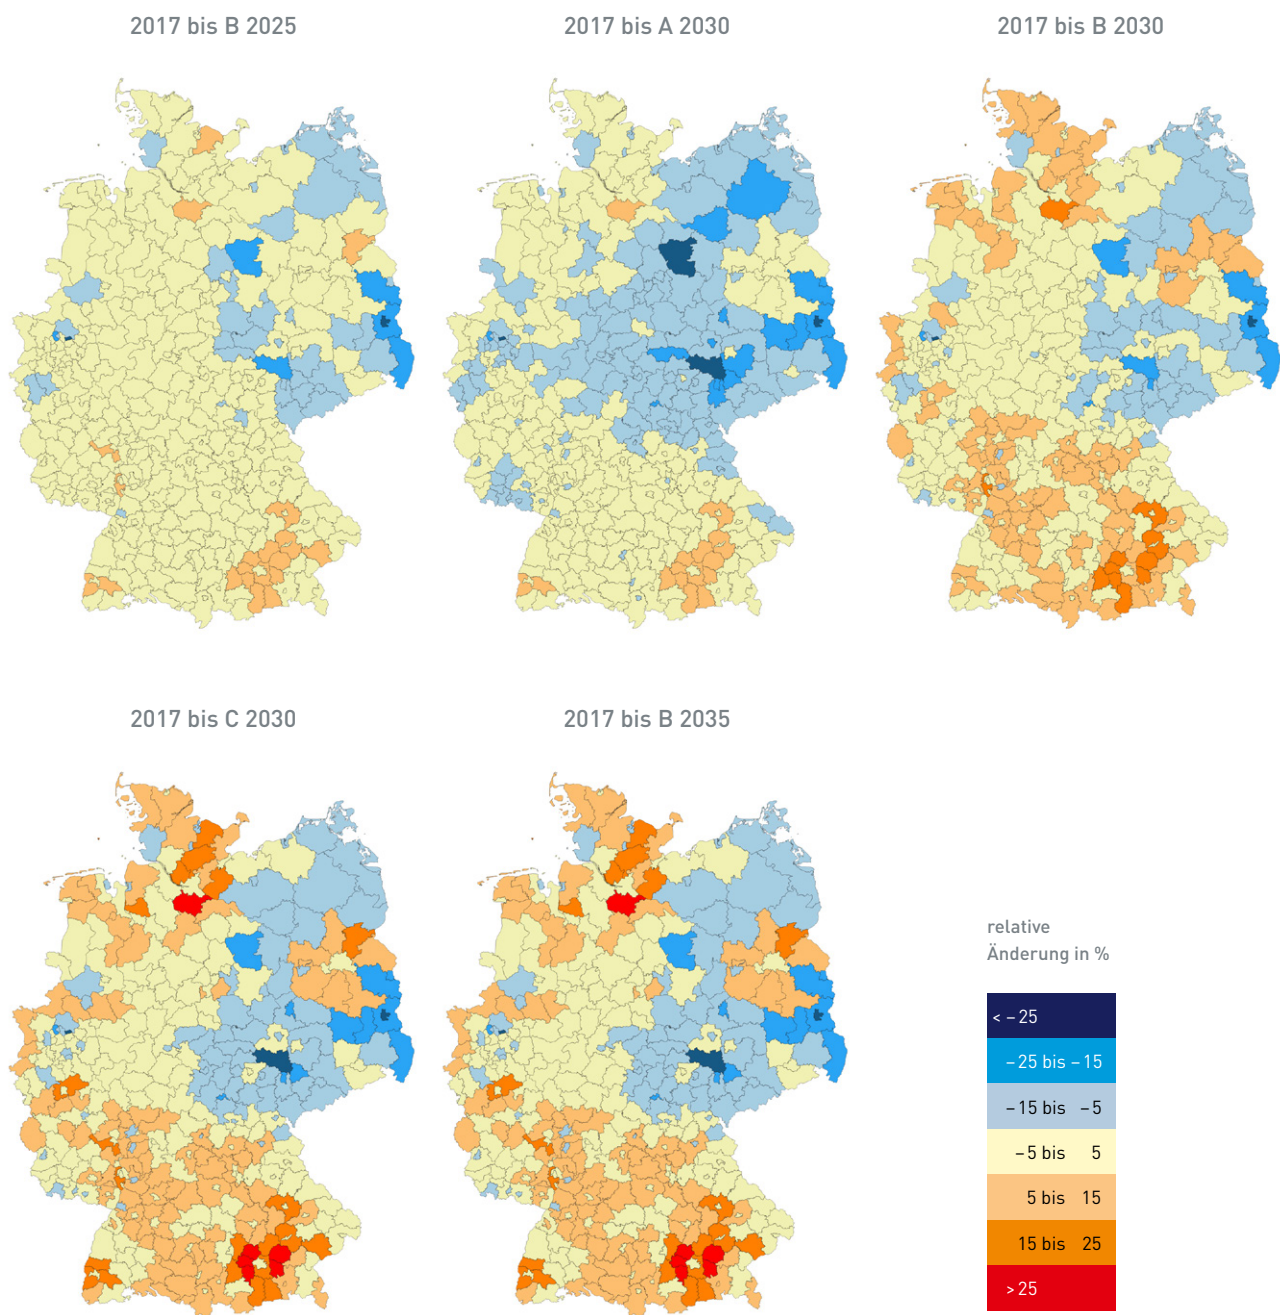 2017 bis B 2025
2017 bis A 2030
2017 bis B 2030
2017 bis C 2030
2017 bis B 2035
relative
Änderung in %
< – 25
– 25 bis – 15
– 15 bis – 5
– 5 bis 5
5 bis 15
15 bis 25
> 25